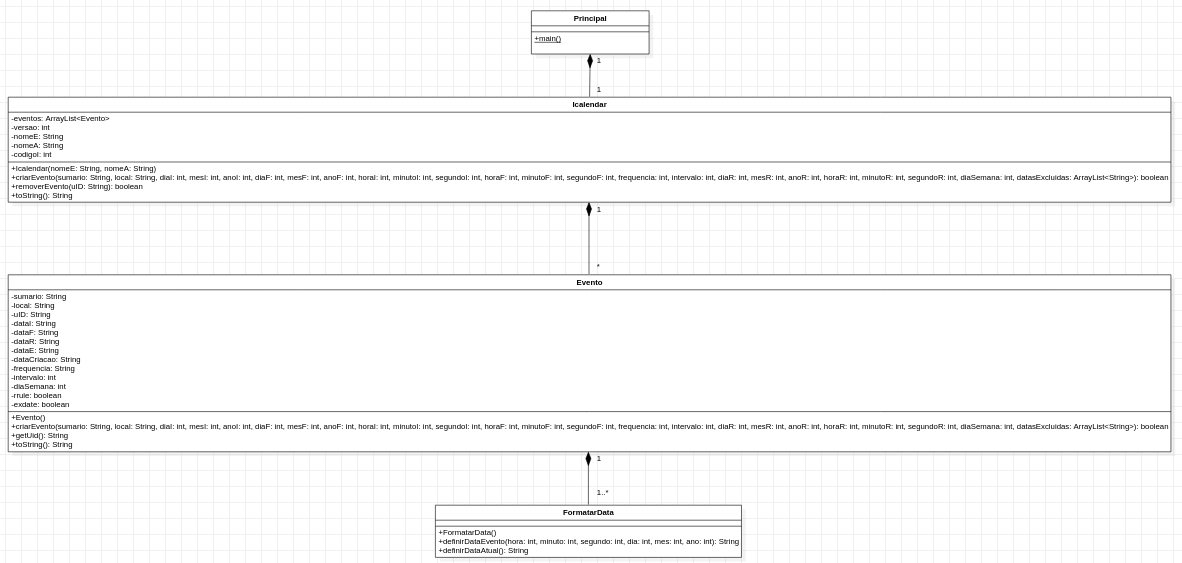 Principal
+main()
1
1
Icalendar
-eventos: ArrayList<Evento>
-versao: int
-nomeE: String
-nomeA: String
-codigoI: int
+Icalendar(nomeE: String, nomeA: String)
+criarEvento(sumario: String, local: String, diaI: int, mesI: int, anoI: int, diaF: int, mesF: int, anoF: int, horaI: int, minutoI: int, segundoI: int, horaF: int, minutoF: int, segundoF: int, frequencia: int, intervalo: int, diaR: int, mesR: int, anoR: int, horaR: int, minutoR: int, segundoR: int, diaSemana: int, datasExcluidas: ArrayList<String>): boolean
+removerEvento(uID: String): boolean
+toString(): String
1
*
Evento
-sumario: String
-local: String
-uID: String
-dataI: String
-dataF: String
-dataR: String
-dataE: String
-dataCriacao: String
-frequencia: String
-intervalo: int
-diaSemana: int
-rrule: boolean
-exdate: boolean
+Evento()
+criarEvento(sumario: String, local: String, diaI: int, mesI: int, anoI: int, diaF: int, mesF: int, anoF: int, horaI: int, minutoI: int, segundoI: int, horaF: int, minutoF: int, segundoF: int, frequencia: int, intervalo: int, diaR: int, mesR: int, anoR: int, horaR: int, minutoR: int, segundoR: int, diaSemana: int, datasExcluidas: ArrayList<String>): boolean
+getUid(): String
+toString(): String
1
1..*
FormatarData
+FormatarData()
+definirDataEvento(hora: int, minuto: int, segundo: int, dia: int, mes: int, ano: int): String
+definirDataAtual(): String